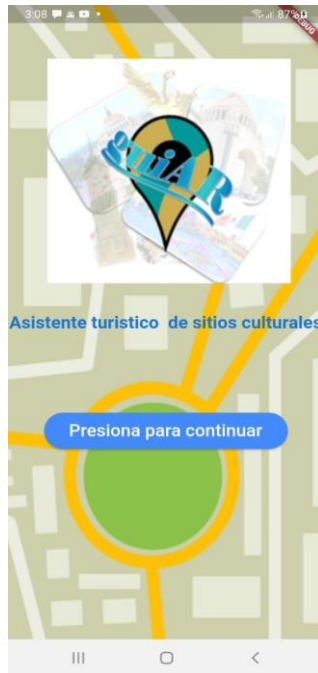 3:08
87%
DEBUG
guiAR
Asistente turistico de sitios culturales
Presiona para continuar